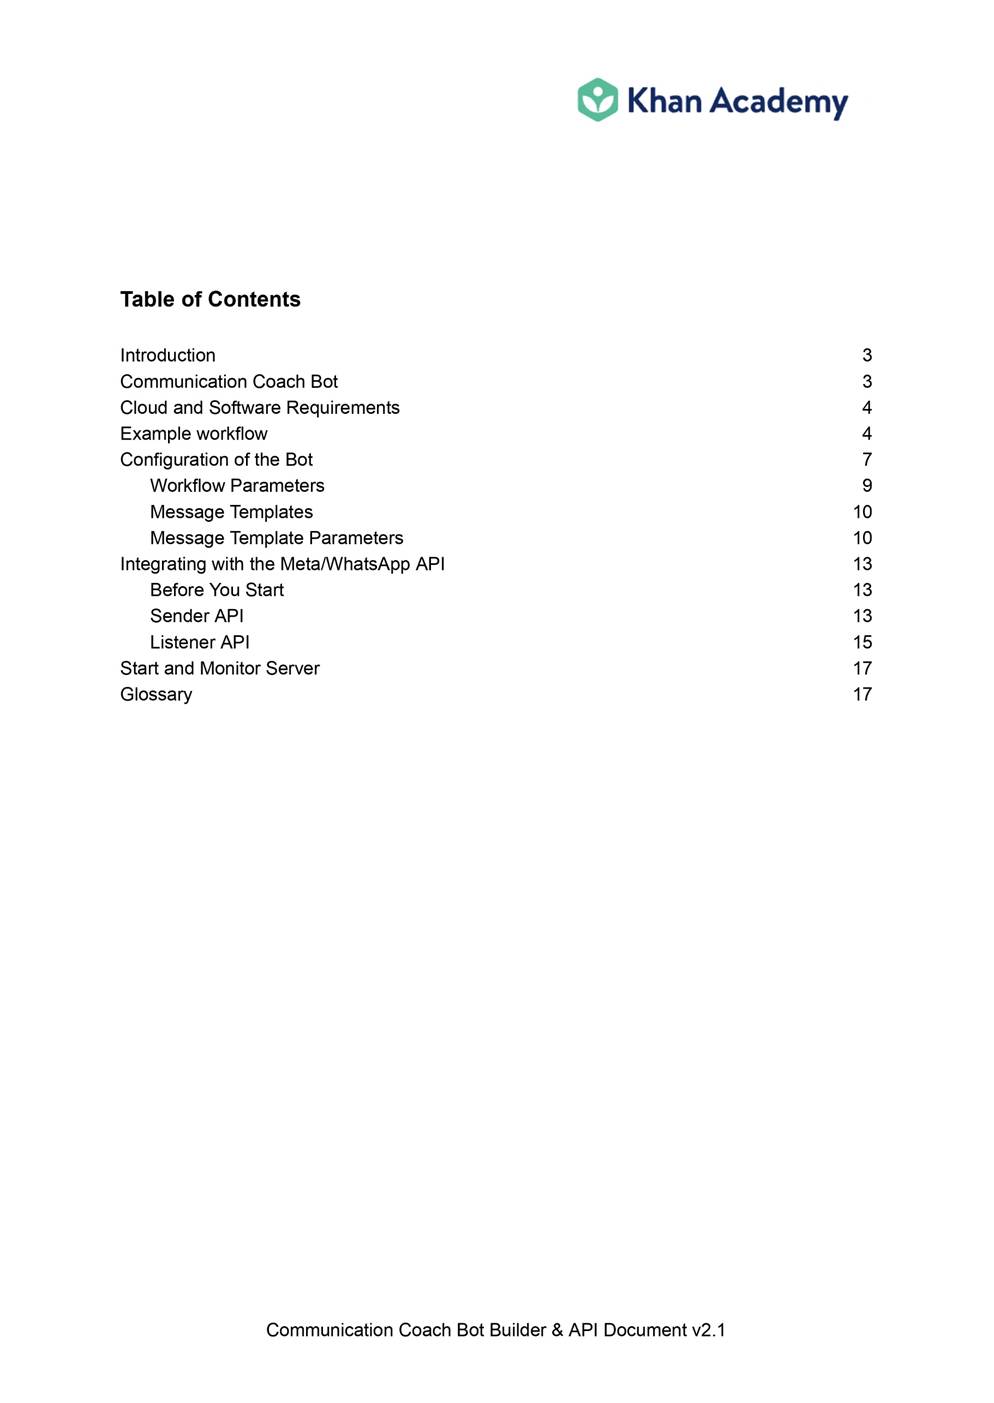 Khan Academy
Table of Contents
Introduction 3
Communication Coach Bot 3
Cloud and Software Requirements 4
Example workflow 4
Configuration of the Bot 7
Workflow Parameters 9
Message Templates 10
Message Template Parameters 10
Integrating with the Meta/WhatsApp API 13
Before You Start 13
Sender API 13
Listener API 15
Start and Monitor Server 17
Glossary 17
Communication Coach Bot Builder & API Document v2.1